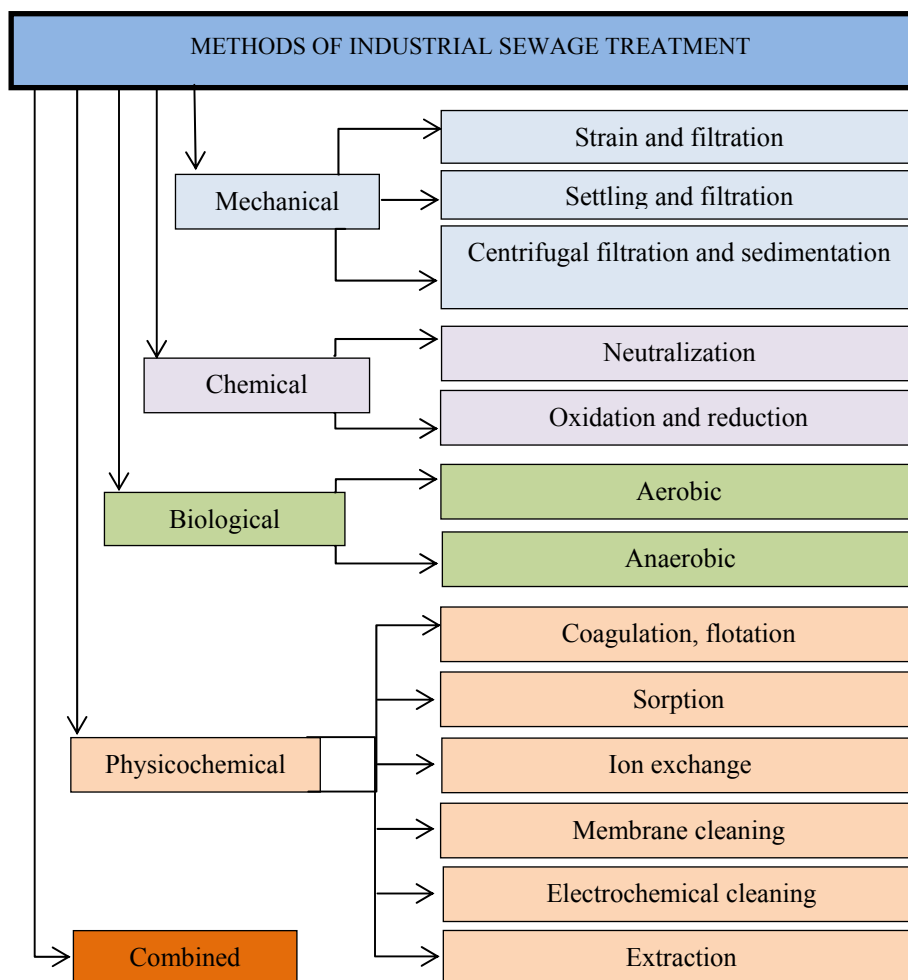 METHODS OF INDUSTRIAL SEWAGE TREATMENT
Mechanical
Strain and filtration
Settling and filtration
Centrifugal filtration and sedimentation
Chemical
Neutralization
Oxidation and reduction
Biological
Aerobic
Anaerobic
Physicochemical
Coagulation, flotation
Sorption
Ion exchange
Membrane cleaning
Electrochemical cleaning
Extraction
Combined